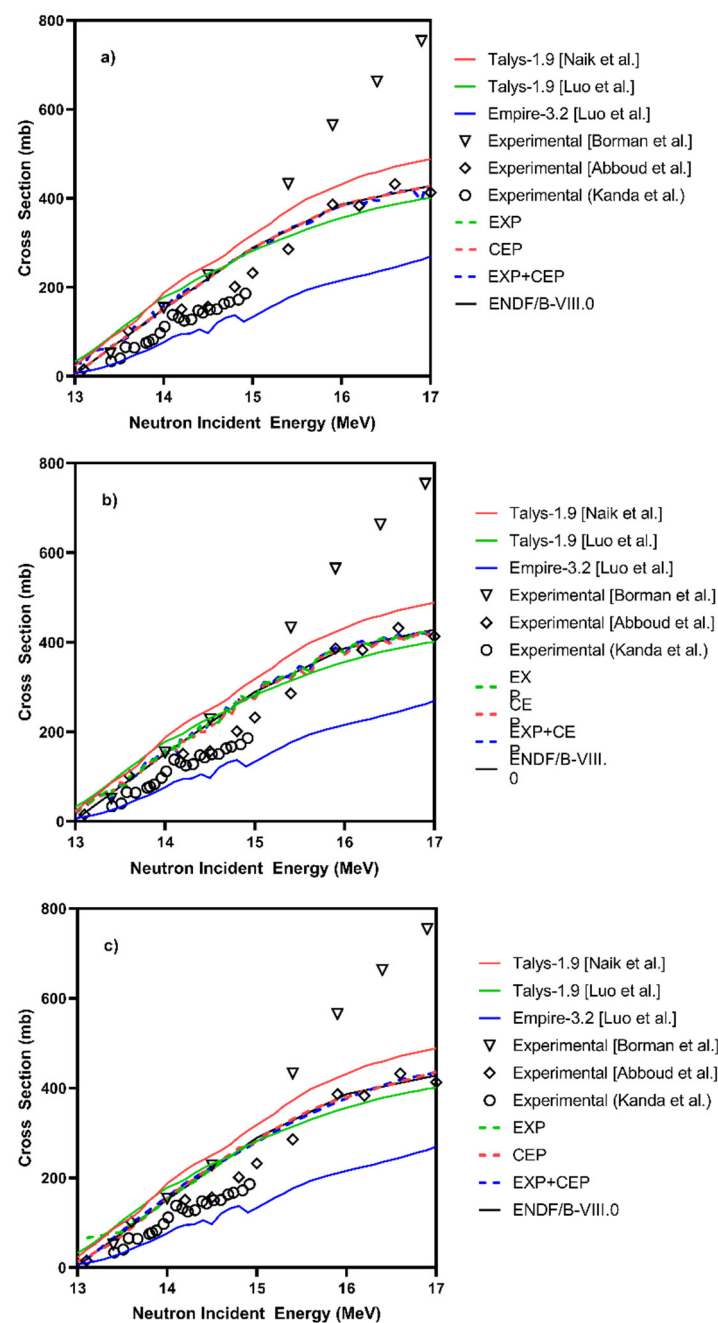 a)
800
600
400
200
0
Cross Section (mb)
13 14 15 16 17
Neutron Incident Energy (MeV)
Talys-1.9 [Naik et al.]
Talys-1.9 [Luo et al.]
Empire-3.2 [Luo et al.]
Experimental [Borman et al.]
Experimental [Abboud et al.]
Experimental (Kanda et al.)
EXP
CEP
EXP+CEP
ENDF/B-VIII.0
b)
800
600
400
200
0
Cross Section (mb)
13 14 15 16 17
Neutron Incident Energy (MeV)
Talys-1.9 [Naik et al.]
Talys-1.9 [Luo et al.]
Empire-3.2 [Luo et al.]
Experimental [Borman et al.]
Experimental [Abboud et al.]
Experimental (Kanda et al.)
EX
P
CE
P
EXP+CE
P
ENDF/B-VIII.
0
c)
800
600
400
200
0
Cross Section (mb)
13 14 15 16 17
Neutron Incident Energy (MeV)
Talys-1.9 [Naik et al.]
Talys-1.9 [Luo et al.]
Empire-3.2 [Luo et al.]
Experimental [Borman et al.]
Experimental [Abboud et al.]
Experimental (Kanda et al.)
EXP
CEP
EXP+CEP
ENDF/B-VIII.0